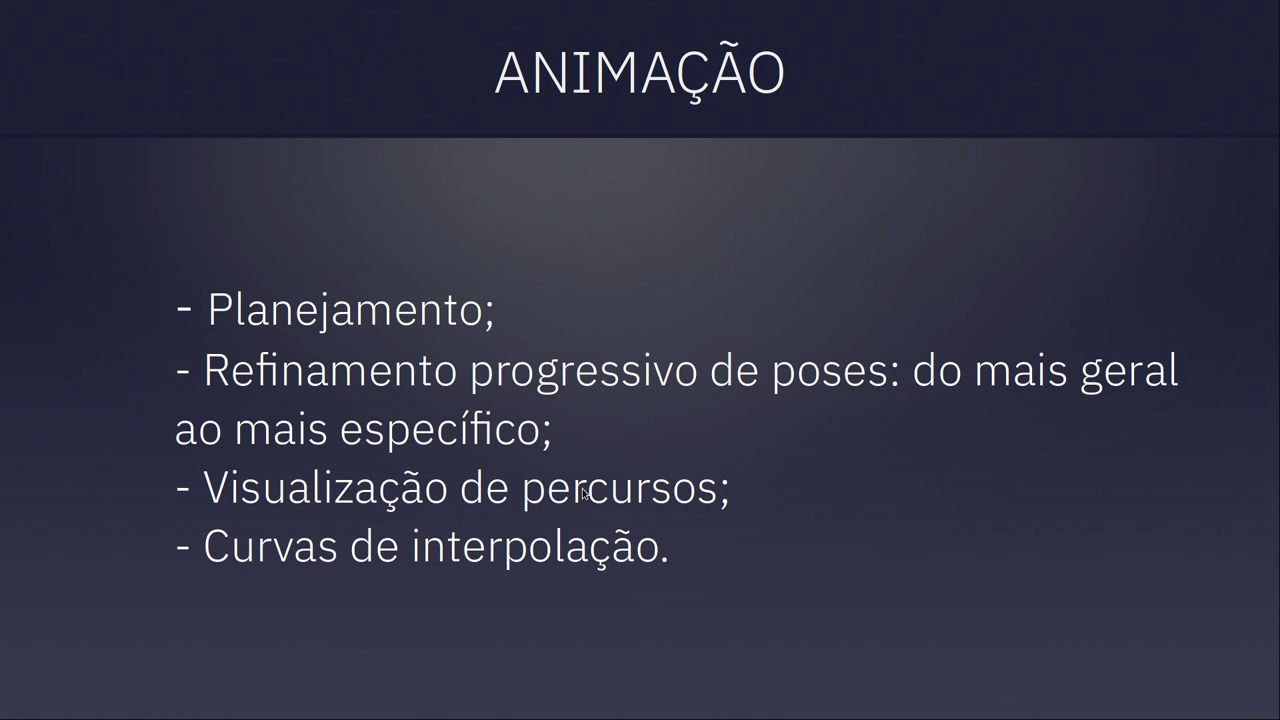 ANIMAÇÃO
- Planejamento;
- Refinamento progressivo de poses: do mais geral
ao mais específico;
- Visualização de percursos;
- Curvas de interpolação.